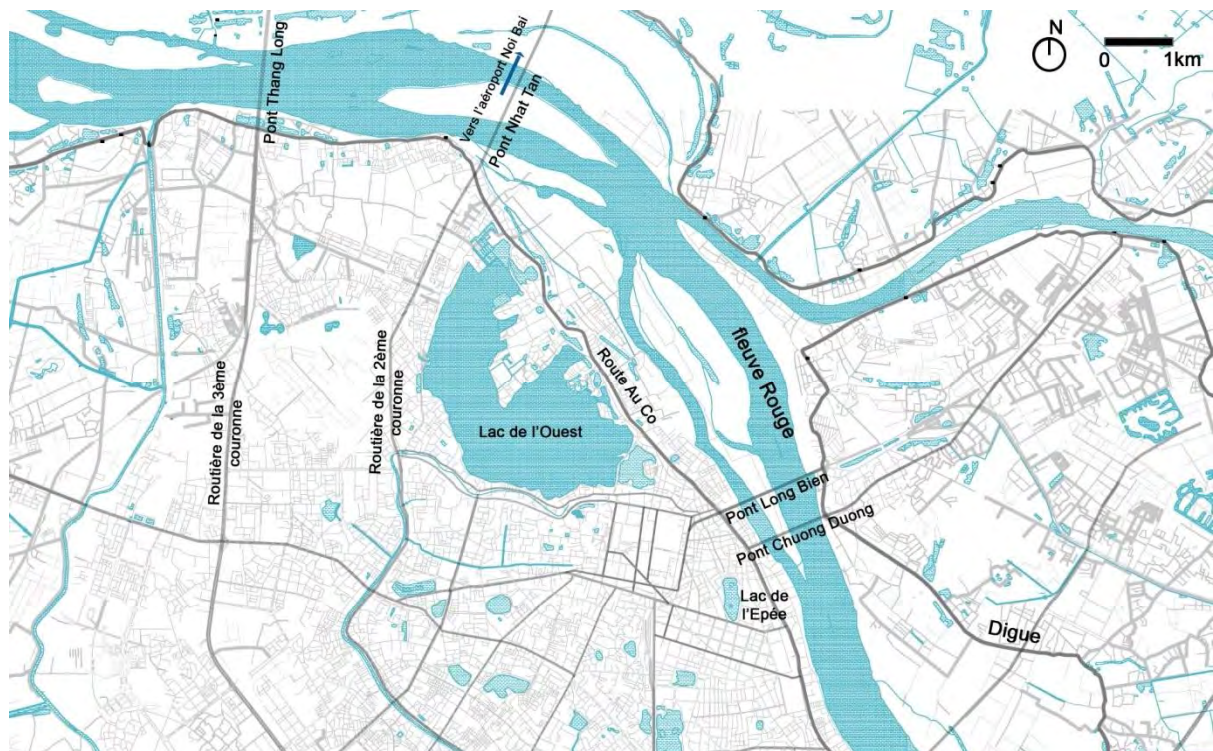 N
0 1km
Pont Thang Long
Vers l'aéroport Noi Bai
Pont Nhat Tan
Routière de la 3ème
couronne
Routière de la 2ème
couronne
Lac de l'Ouest
Route Au Co
fleuve Rouge
Pont Long Bien
Pont Chuong Duong
Lac de
l'Epée
Digue